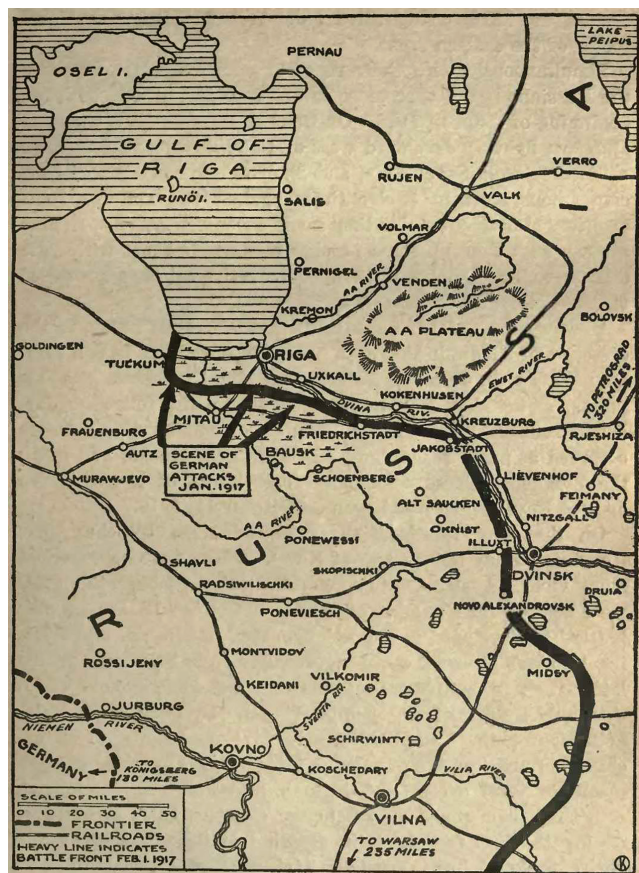 LAKE
PEIPUS
PERNAU
OSEL I.
A
GULF OF
RIGA
RUNÖ I.
RUJEN
VERRO
VALK
SALIS
VOLMAR
PERNIGEL
AA RIVER
VENDEN
I
KREMON
AA PLATEAU
BOLOVSK
S
GOLDINGEN
TUCKUM
RIGA
UXKALL
EWST RIVER
TO PETROGRAD
320 MILES
KOKENHUSEN
DVINA
RIV.
KREUZBURG
MITAU
FRAUENBURG
FRIEDRICHSTADT
RJESHIZA
AUTZ
JAKOBSTADT
SCENE OF
GERMAN
ATTACKS
JAN. 1917
BAUSK
S
MURAWJEVO
SCHOENBERG
LIEVENHOF
FEIMANY
ALT SAUCKEN
AA RIVER
OKNIST
NITZGALL
PONEWESSI
U
ILLUXT
SHAVLI
SKOPISCHKI
DVINSK
RADSIWILISCHKI
DRUIA
PONEVIESCH
NOVO ALEXANDROVSK
R
ROSSIJENY
MONTVIDOV
MIDSY
KEIDANI
VILKOMIR
JURBURG
SVENTA RIV.
NIEMEN
RIVER
SCHIRWINTY
GERMANY
KOVNO
TO
KÖNIGSBERG
130 MILES
KOSCHEDARY
VILIA RIVER
SCALE OF MILES
0 10 20 30 40 50
VILNA
FRONTIER
RAILROADS
HEAVY LINE INDICATES
BATTLE FRONT FEB. 1. 1917
TO WARSAW
235 MILES
K